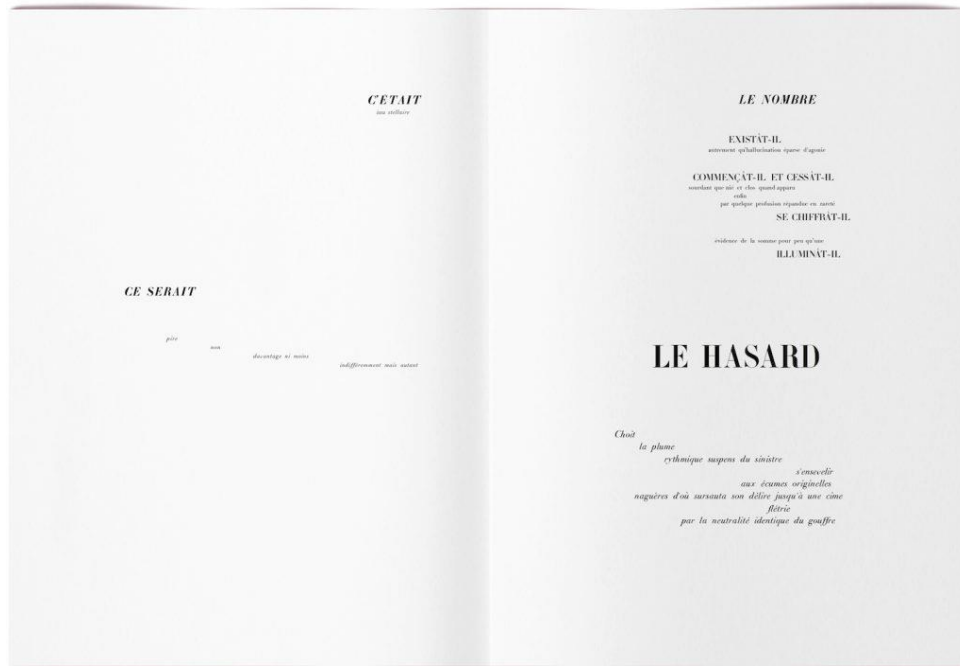 C'ÉTAIT
issu stellaire
CE SERAIT
pire
non
davantage ni moins
indifféremment mais autant
LE NOMBRE
EXISTÂT-IL
autrement qu'hallucination éparse d'agonie
COMMENÇÂT-IL ET CESSÂT-IL
sourdant que nié et clos quand apparu
enfin
par quelque profusion répandue en rareté
SE CHIFFRÂT-IL
évidence de la somme pour peu qu'une
ILLUMINÂT-IL
LE HASARD
Choit
la plume
rythmique suspens du sinistre
s'ensevelir
aux écumes originelles
naguères d'où sursauta son délire jusqu'à une cime
flétrie
par la neutralité identique du gouffre